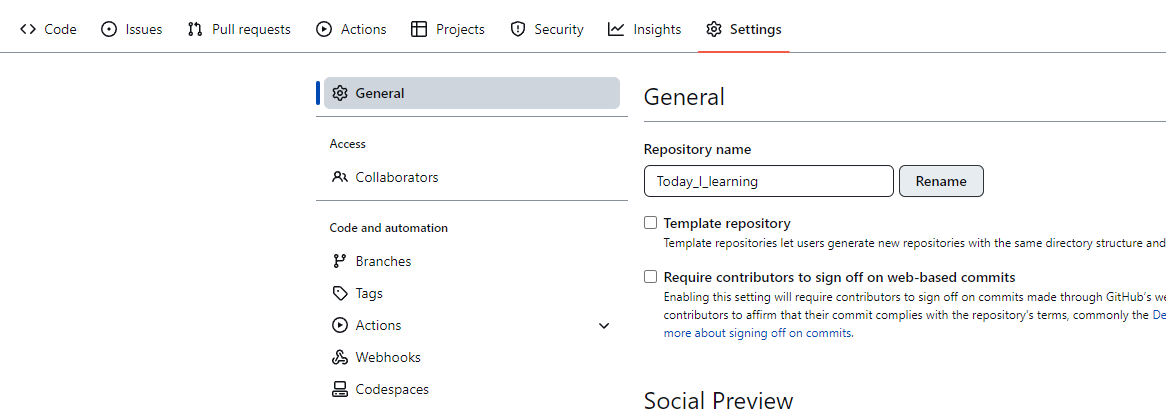 Code Issues Pull requests Actions Projects Security Insights Settings
General
Access
Collaborators
Code and automation
Branches
Tags
Actions
Webhooks
Codespaces
General
Repository name
Today_I_learning Rename
Template repository
Template repositories let users generate new repositories with the same directory structure and
Require contributors to sign off on web-based commits
Enabling this setting will require contributors to sign off on commits made through GitHub's we
contributors to affirm that their commit complies with the repository's terms, commonly the De
more about signing off on commits.
Social Preview